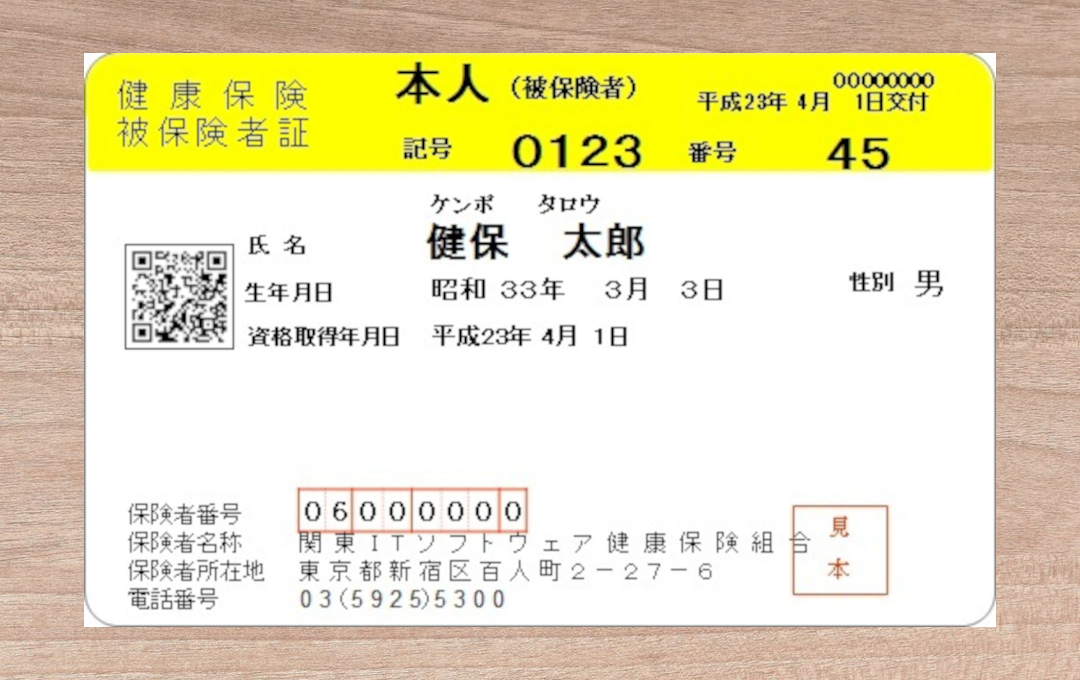 健康保険 本人(被保険者) 00000000
被保険者証 平成23年 4月 1日交付
記号 0123 番号 45
ケンポ タロウ
氏名 健保 太郎
生年月日 昭和 33年 3月 3日 性別 男
資格取得年月日 平成23年 4月 1日
保険者番号 06000000
保険者名称 関東ITソフトウェア健康保険組合
保険者所在地 東京都新宿区百人町2-27-6
電話番号 03(5925)5300
見本